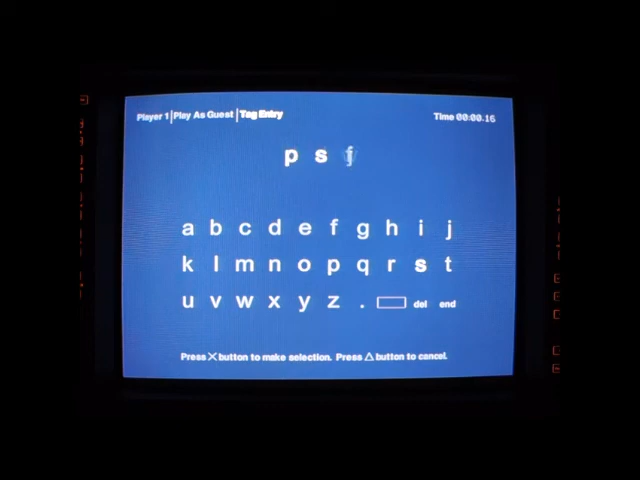 Player 1|Play As Guest|Tag Entry
Time 00:00.16
p s
a b c d e f g h i j
k l m n o p q r s t
u v w x y z . del end
Press X button to make selection. Press △ button to cancel.